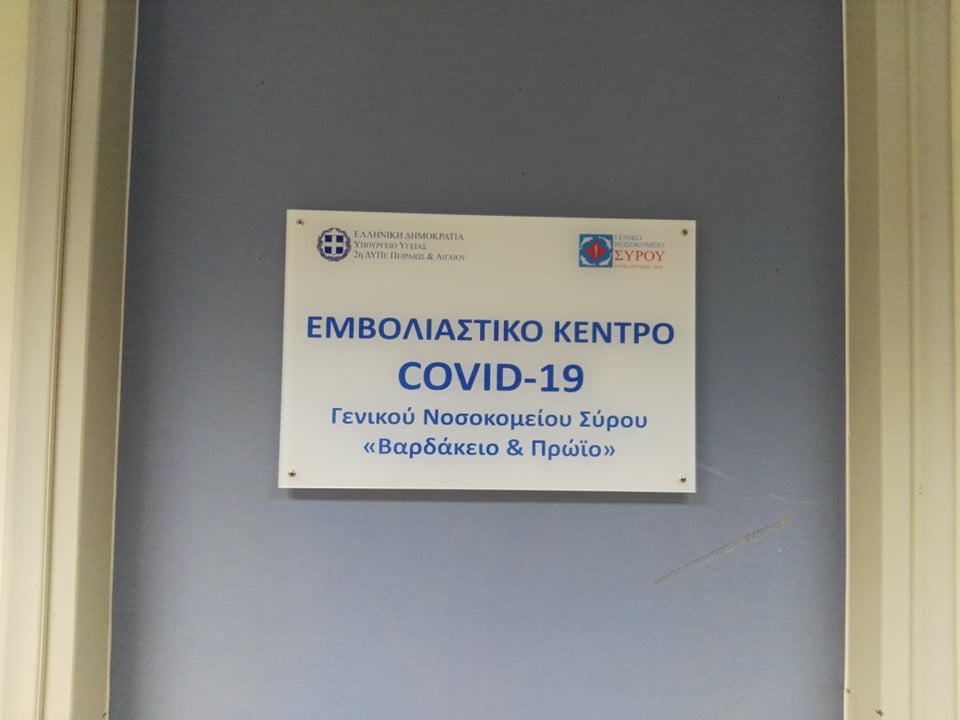 ΕΛΛΗΝΙΚΗ ΔΗΜΟΚΡΑΤΙΑ
ΥΠΟΥΡΓΕΙΟ ΥΓΕΙΑΣ
2η ΔΥΠΕ ΠΕΙΡΑΙΩΣ & ΑΙΓΑΙΟΥ
ΓΕΝΙΚΟ
ΝΟΣΟΚΟΜΕΙΟ
ΣΥΡΟΥ
ΕΜΒΟΛΙΑΣΤΙΚΟ ΚΕΝΤΡΟ
COVID-19
Γενικού Νοσοκομείου Σύρου
«Βαρδάκειο & Πρώϊο»